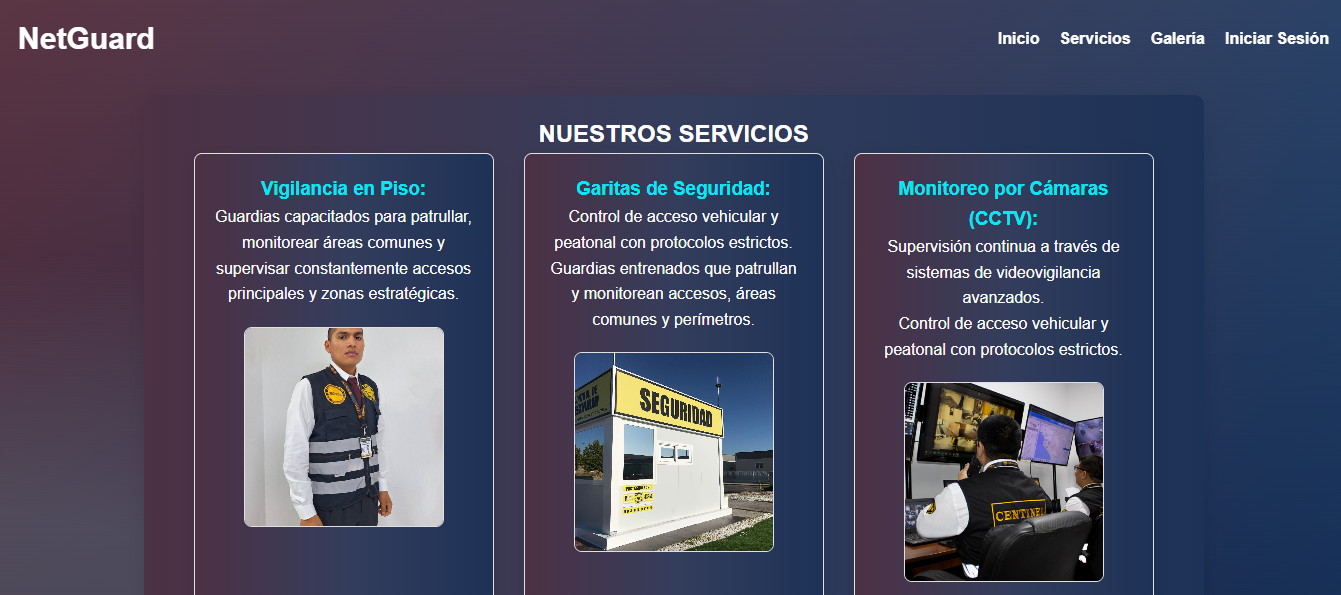 NetGuard
Inicio Servicios Galería Iniciar Sesión
NUESTROS SERVICIOS
Vigilancia en Piso:
Guardias capacitados para patrullar,
monitorear áreas comunes y
supervisar constantemente accesos
principales y zonas estratégicas.
Garitas de Seguridad:
Control de acceso vehicular y
peatonal con protocolos estrictos.
Guardias entrenados que patrullan
y monitorean accesos, áreas
comunes y perímetros.
SEGURIDAD
Monitoreo por Cámaras
(CCTV):
Supervisión continua a través de
sistemas de videovigilancia
avanzados.
Control de acceso vehicular y
peatonal con protocolos estrictos.
CENTINEL